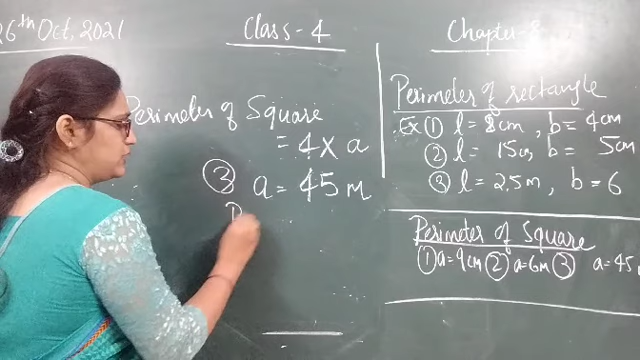 26th Oct, 2021
Class - 4
Chapter - 8
Perimeter of Square
= 4 × a
③ a = 45 m
P
Perimeter of rectangle
Ex ① l = 8cm , b = 4cm
② l = 15cm, b = 5cm
③ l = 2.5m , b = 6
Perimeter of Square
① a = 9cm ② a = 6m ③ a = 45